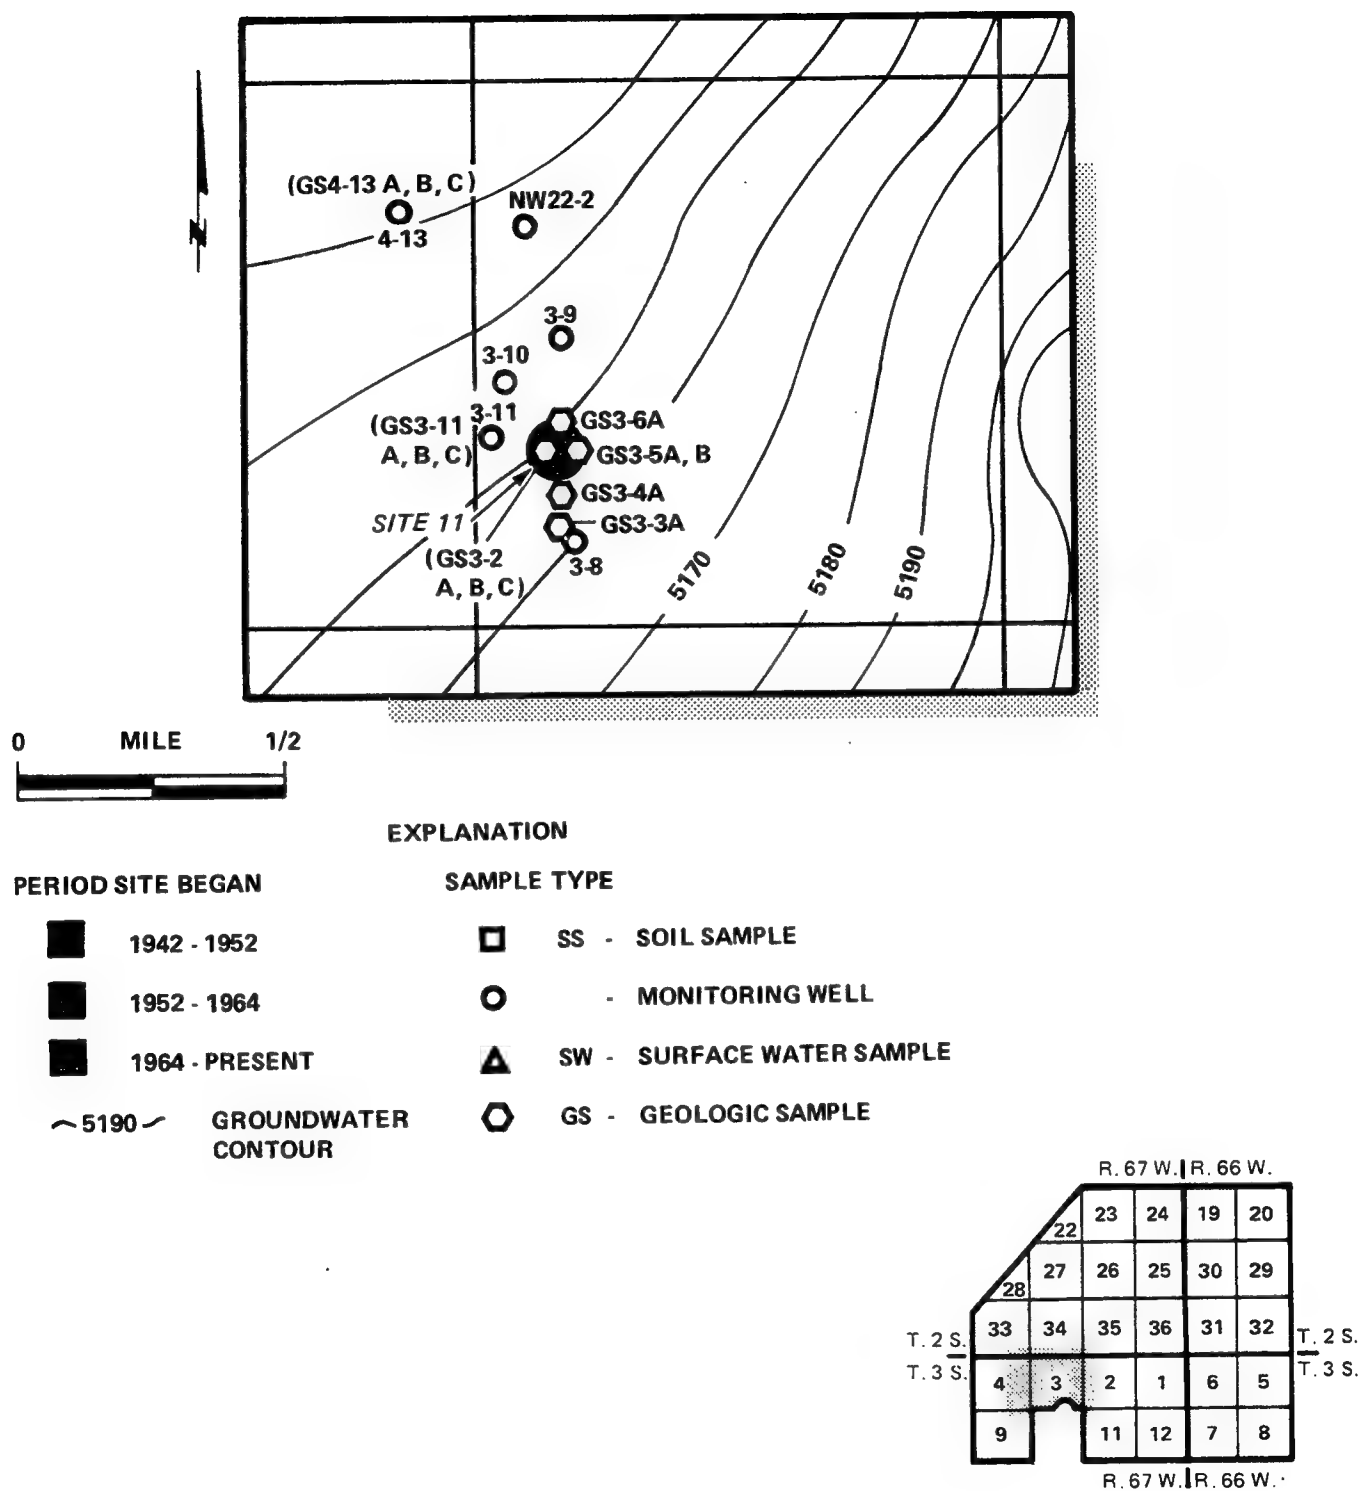 (GS4-13 A, B, C)
NW22-2
4-13
N
3-9
3-10
3-11
(GS3-11
A, B, C)
GS3-6A
GS3-5A, B
GS3-4A
SITE 11
GS3-3A
(GS3-2
A, B, C)
3-8
5170
5180
5190
0 MILE 1/2
EXPLANATION
PERIOD SITE BEGAN
1942 - 1952
1952 - 1964
1964 - PRESENT
5190
GROUNDWATER
CONTOUR
SAMPLE TYPE
SS - SOIL SAMPLE
- MONITORING WELL
SW - SURFACE WATER SAMPLE
GS - GEOLOGIC SAMPLE
R. 67 W. R. 66 W.
22 23 24 19 20
28 27 26 25 30 29
33 34 35 36 31 32
T. 2 S. T. 2 S.
T. 3 S. T. 3 S.
4 3 2 1 6 5
9 11 12 7 8
R. 67 W. R. 66 W.